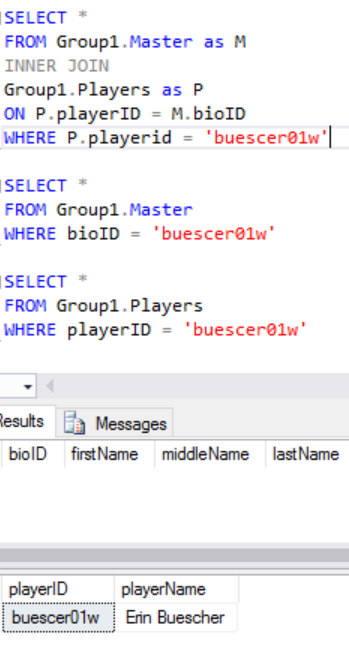 SELECT *
FROM Group1.Master as M
INNER JOIN
Group1.Players as P
ON P.playerID = M.bioID
WHERE P.playerid = 'buescer01w'
SELECT *
FROM Group1.Master
WHERE bioID = 'buescer01w'
SELECT *
FROM Group1.Players
WHERE playerID = 'buescer01w'
Results Messages
bioID firstName middleName lastName
playerID playerName
buescer01w Erin Buescher